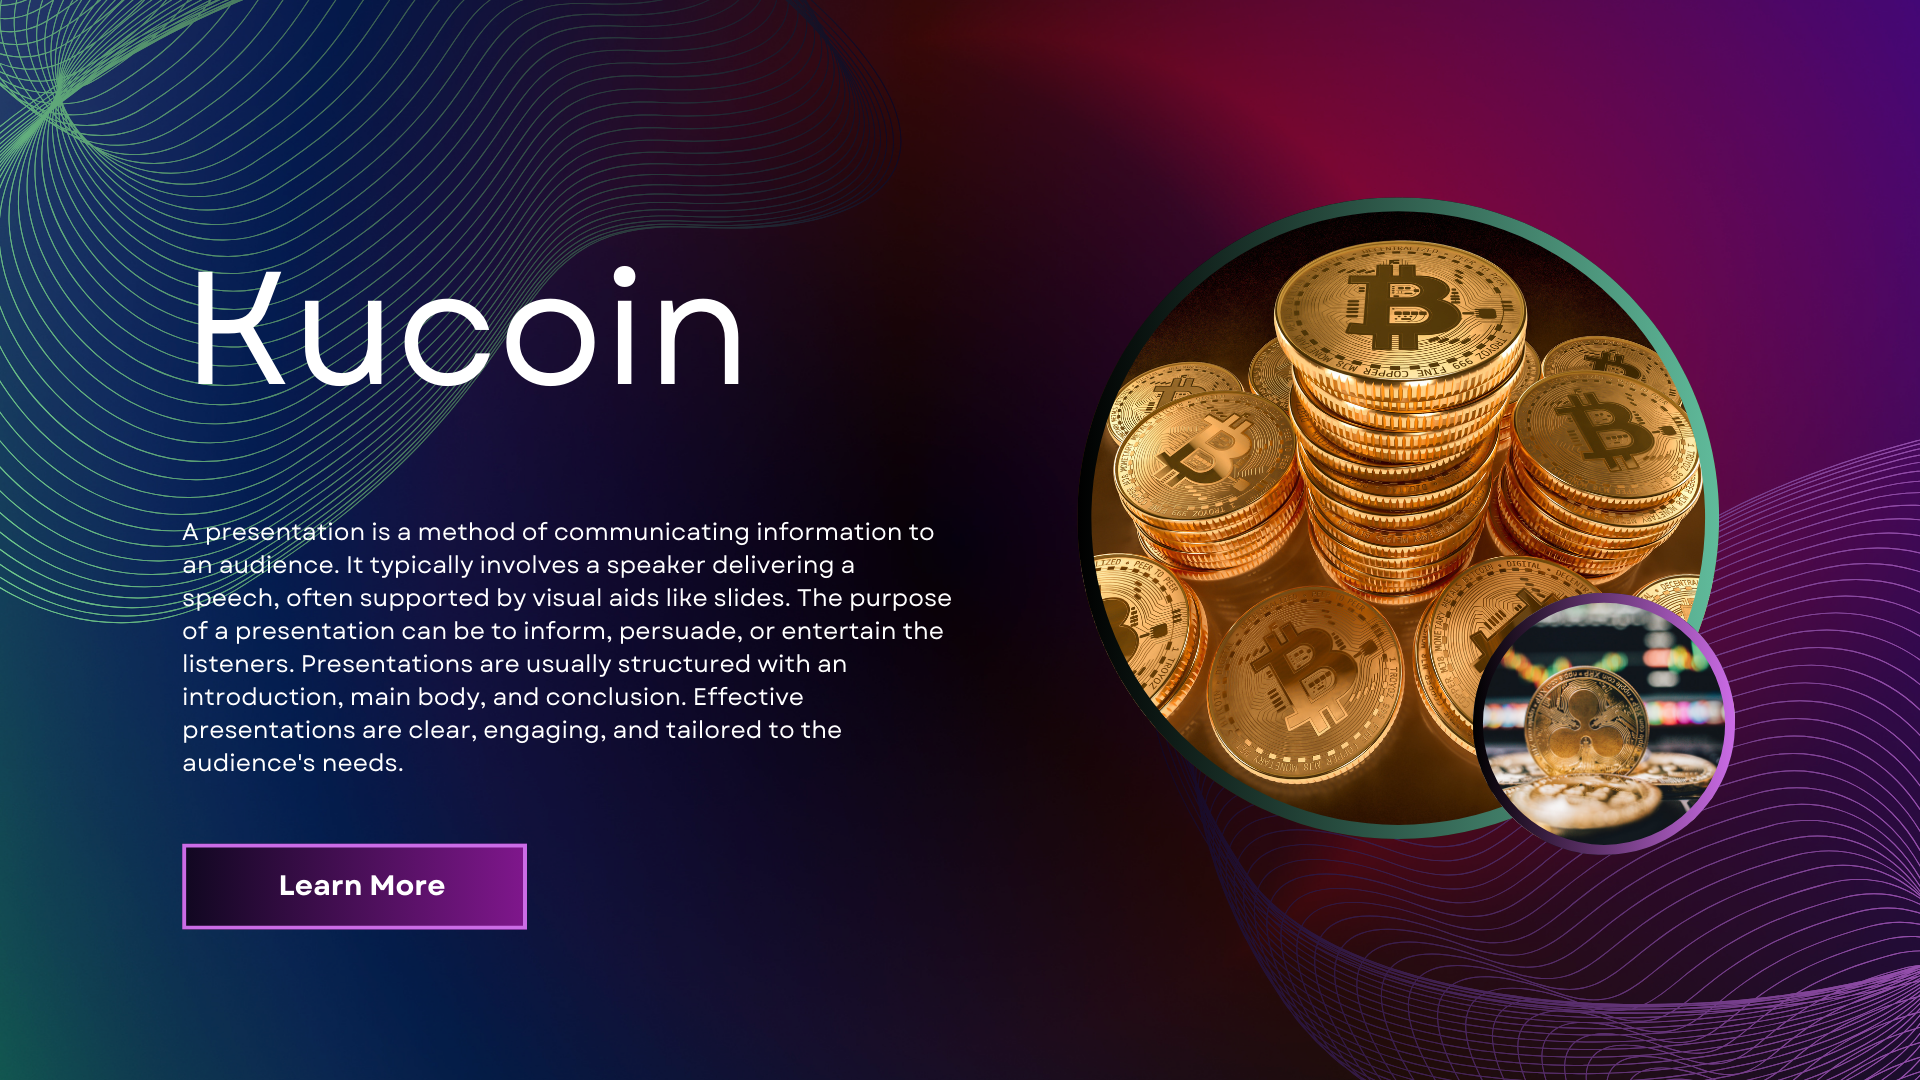 Kucoin
A presentation is a method of communicating information to
an audience. It typically involves a speaker delivering a
speech, often supported by visual aids like slides. The purpose
of a presentation can be to inform, persuade, or entertain the
listeners. Presentations are usually structured with an
introduction, main body, and conclusion. Effective
presentations are clear, engaging, and tailored to the
audience's needs.
Learn More